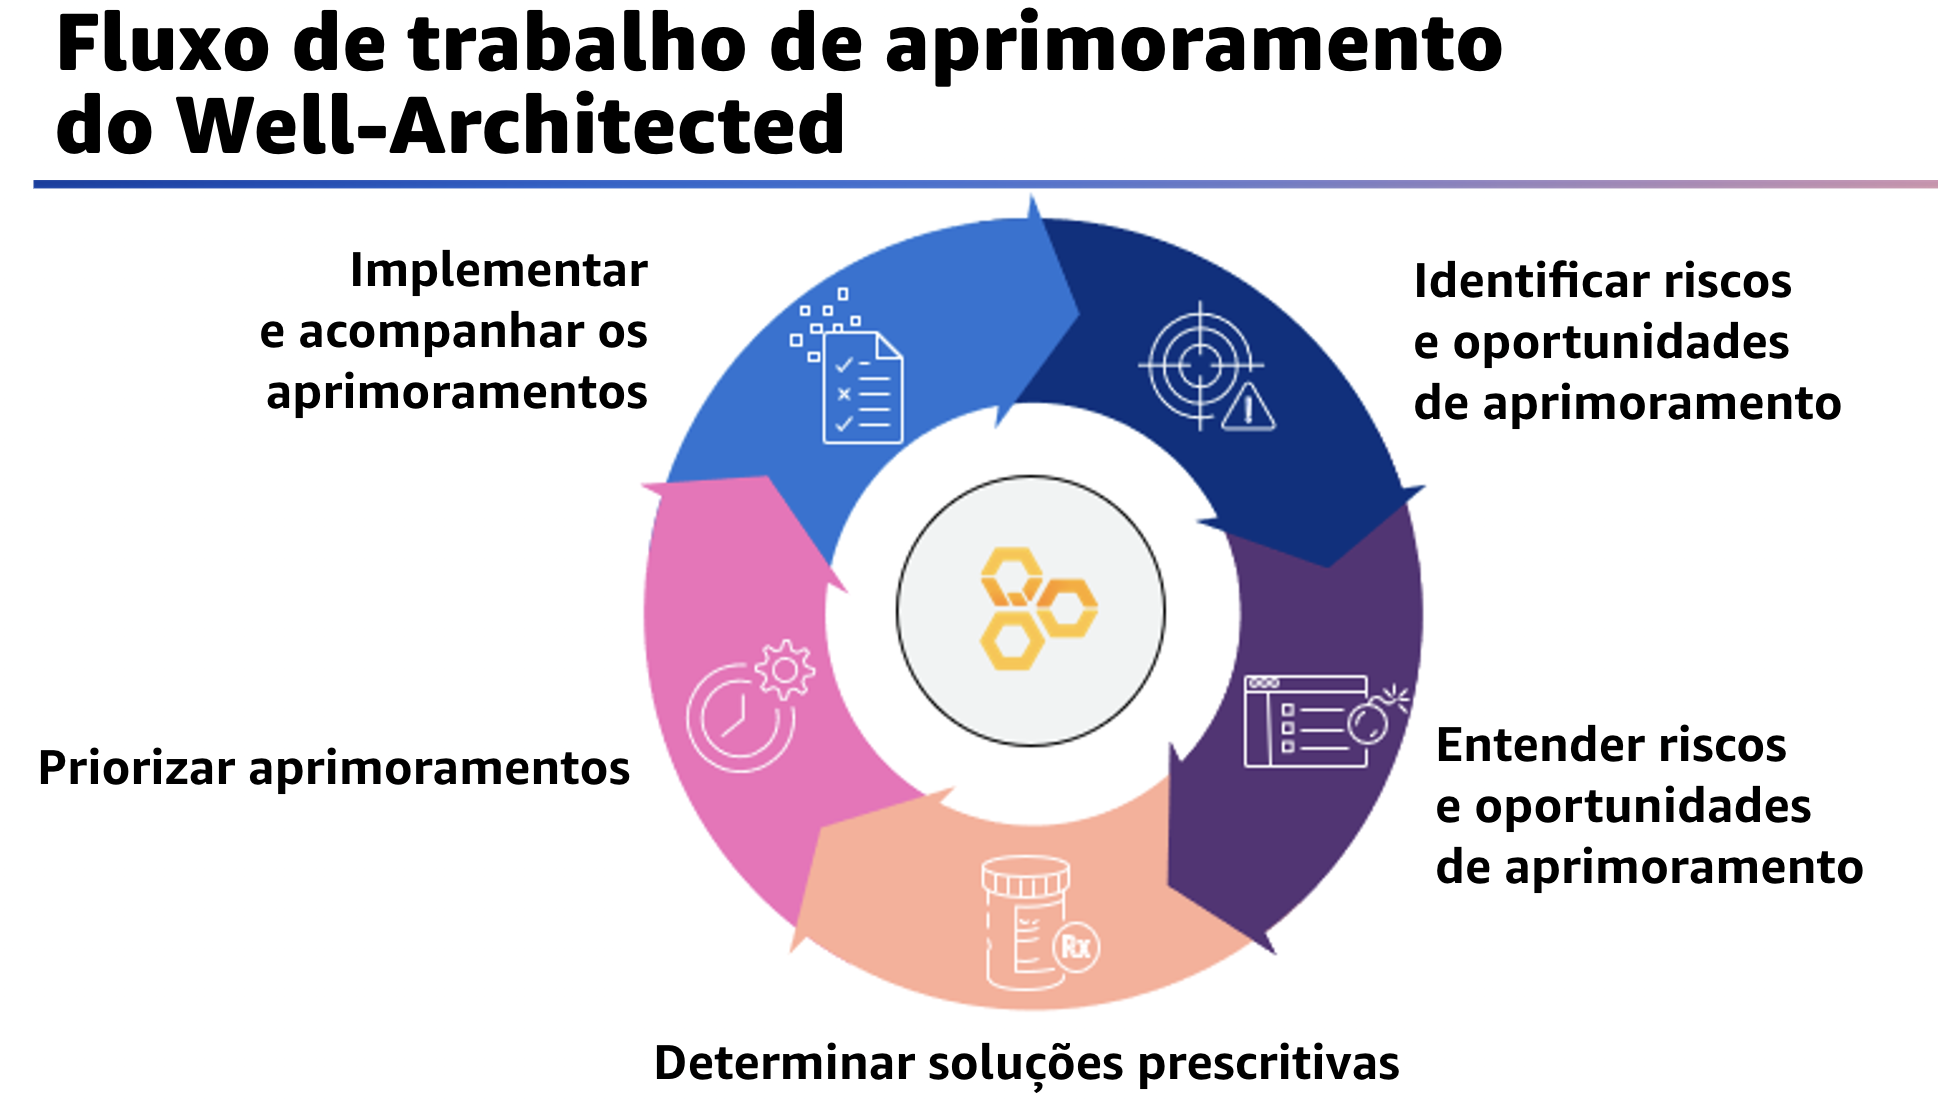 Fluxo de trabalho de aprimoramento
do Well-Architected
Implementar
e acompanhar os
aprimoramentos
Identificar riscos
e oportunidades
de aprimoramento
Priorizar aprimoramentos
Entender riscos
e oportunidades
de aprimoramento
Rx
Determinar soluções prescritivas